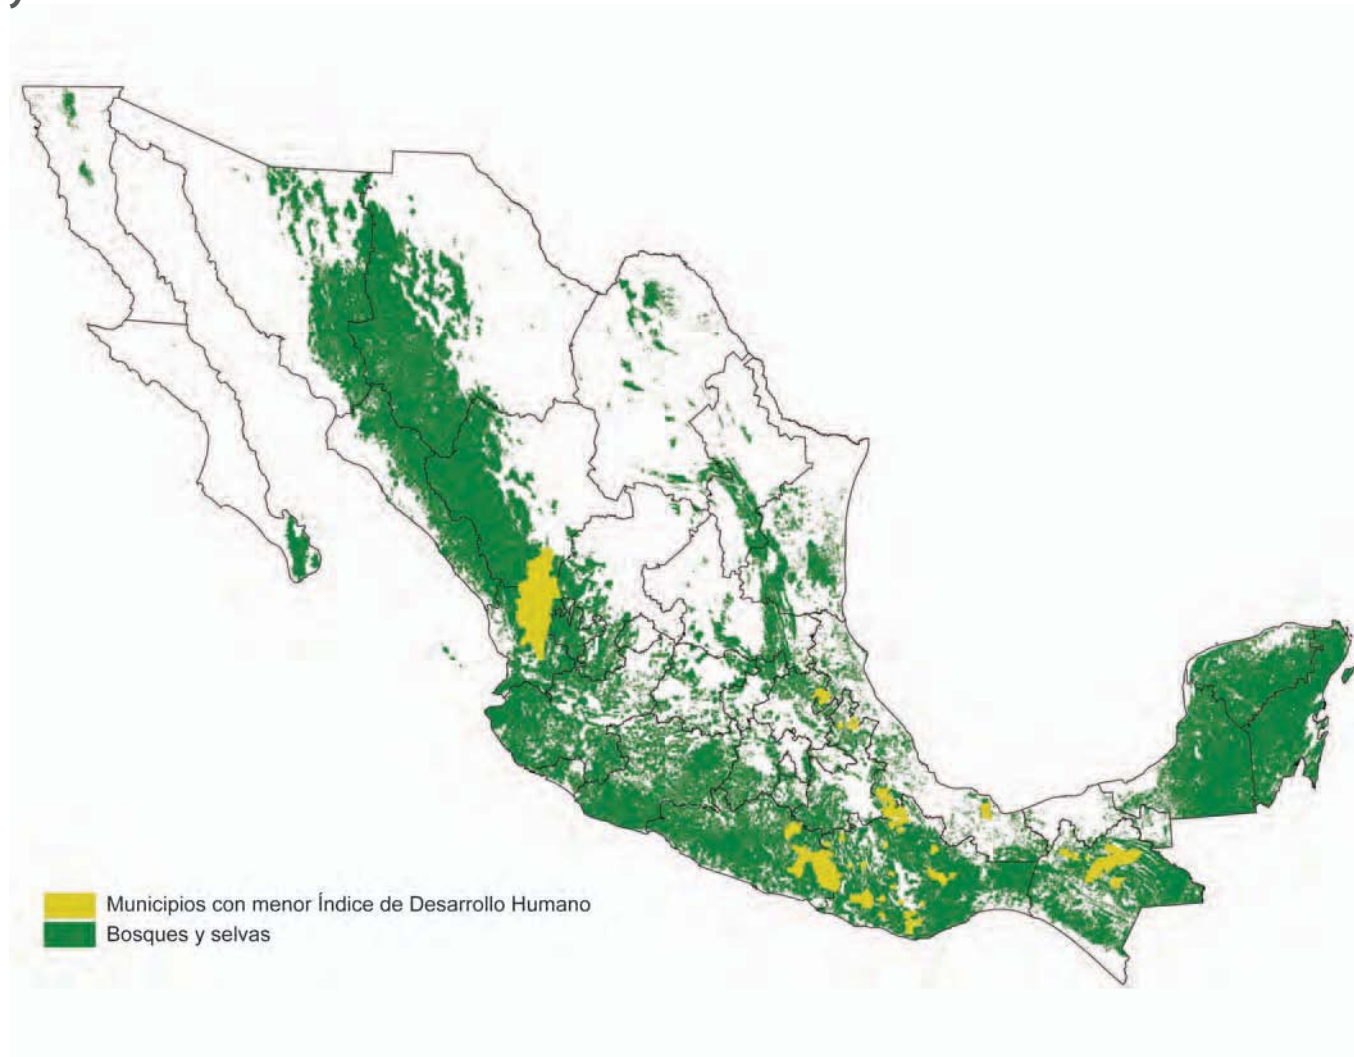 Municipios con menor Índice de Desarrollo Humano
Bosques y selvas